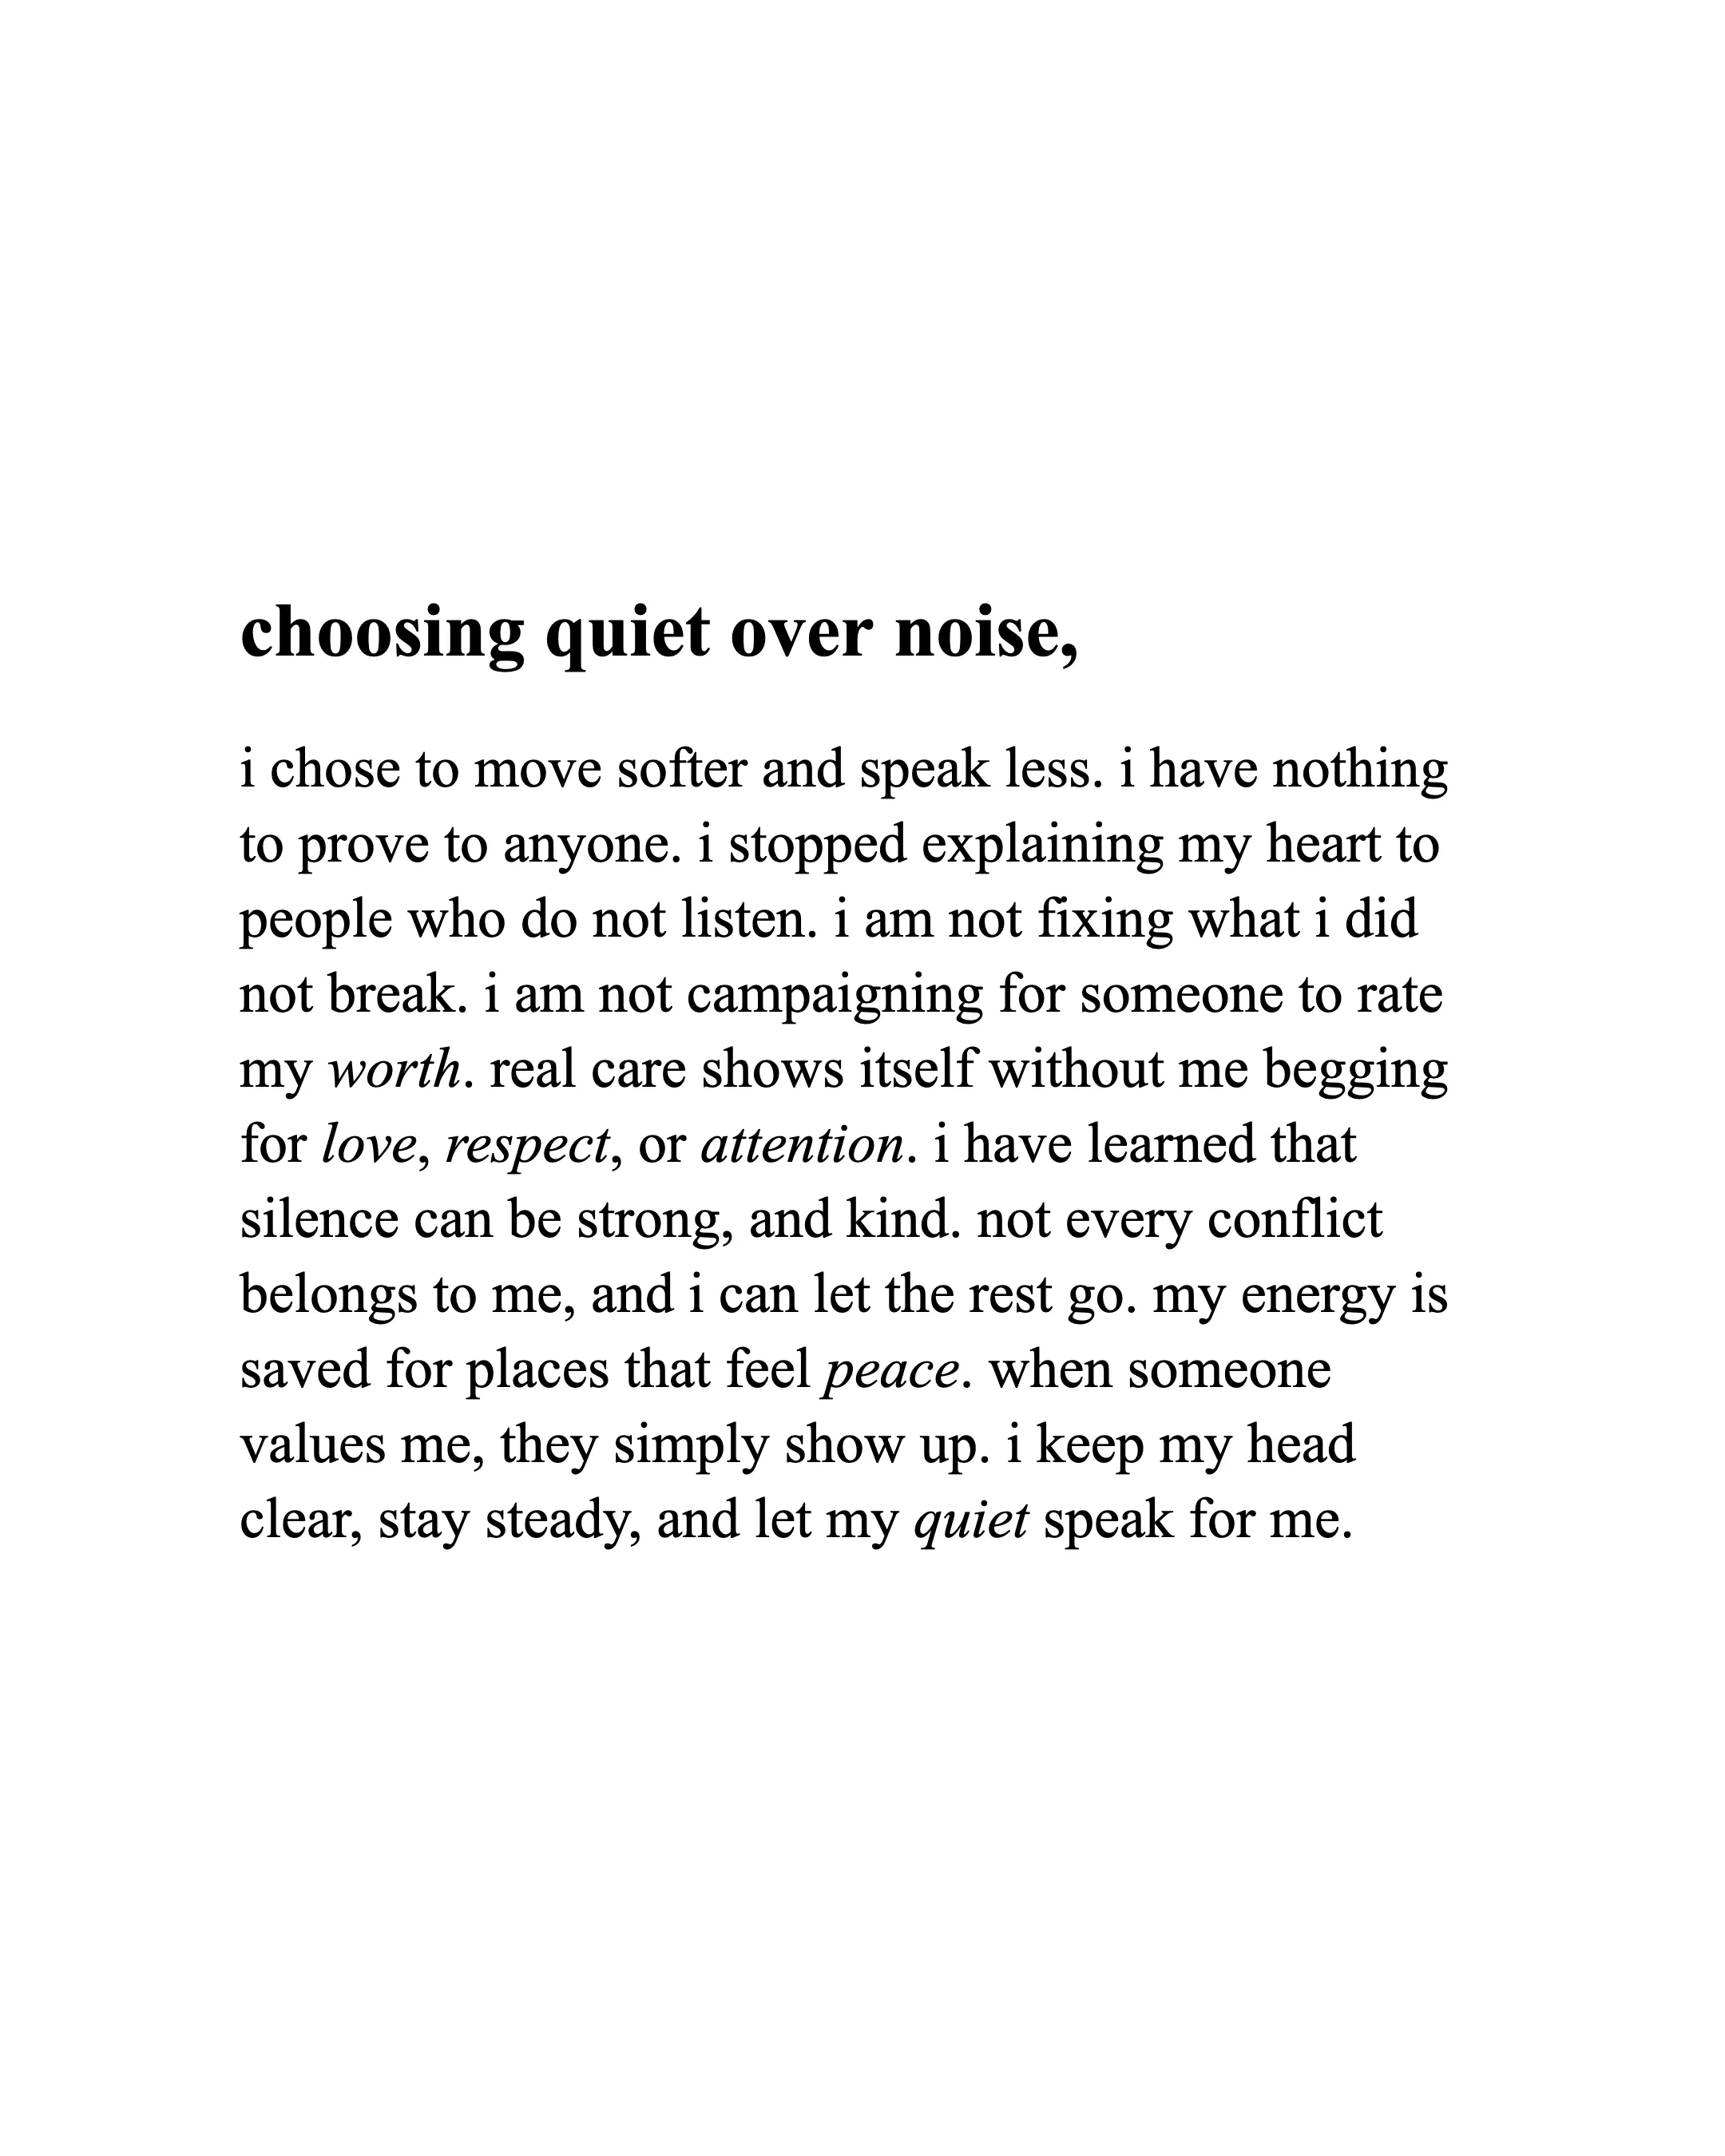 choosing quiet over noise,
i chose to move softer and speak less. i have nothing
to prove to anyone. i stopped explaining my heart to
people who do not listen. i am not fixing what i did
not break. i am not campaigning for someone to rate
my worth. real care shows itself without me begging
for love, respect, or attention. i have learned that
silence can be strong, and kind. not every conflict
belongs to me, and i can let the rest go. my energy is
saved for places that feel peace. when someone
values me, they simply show up. i keep my head
clear, stay steady, and let my quiet speak for me.